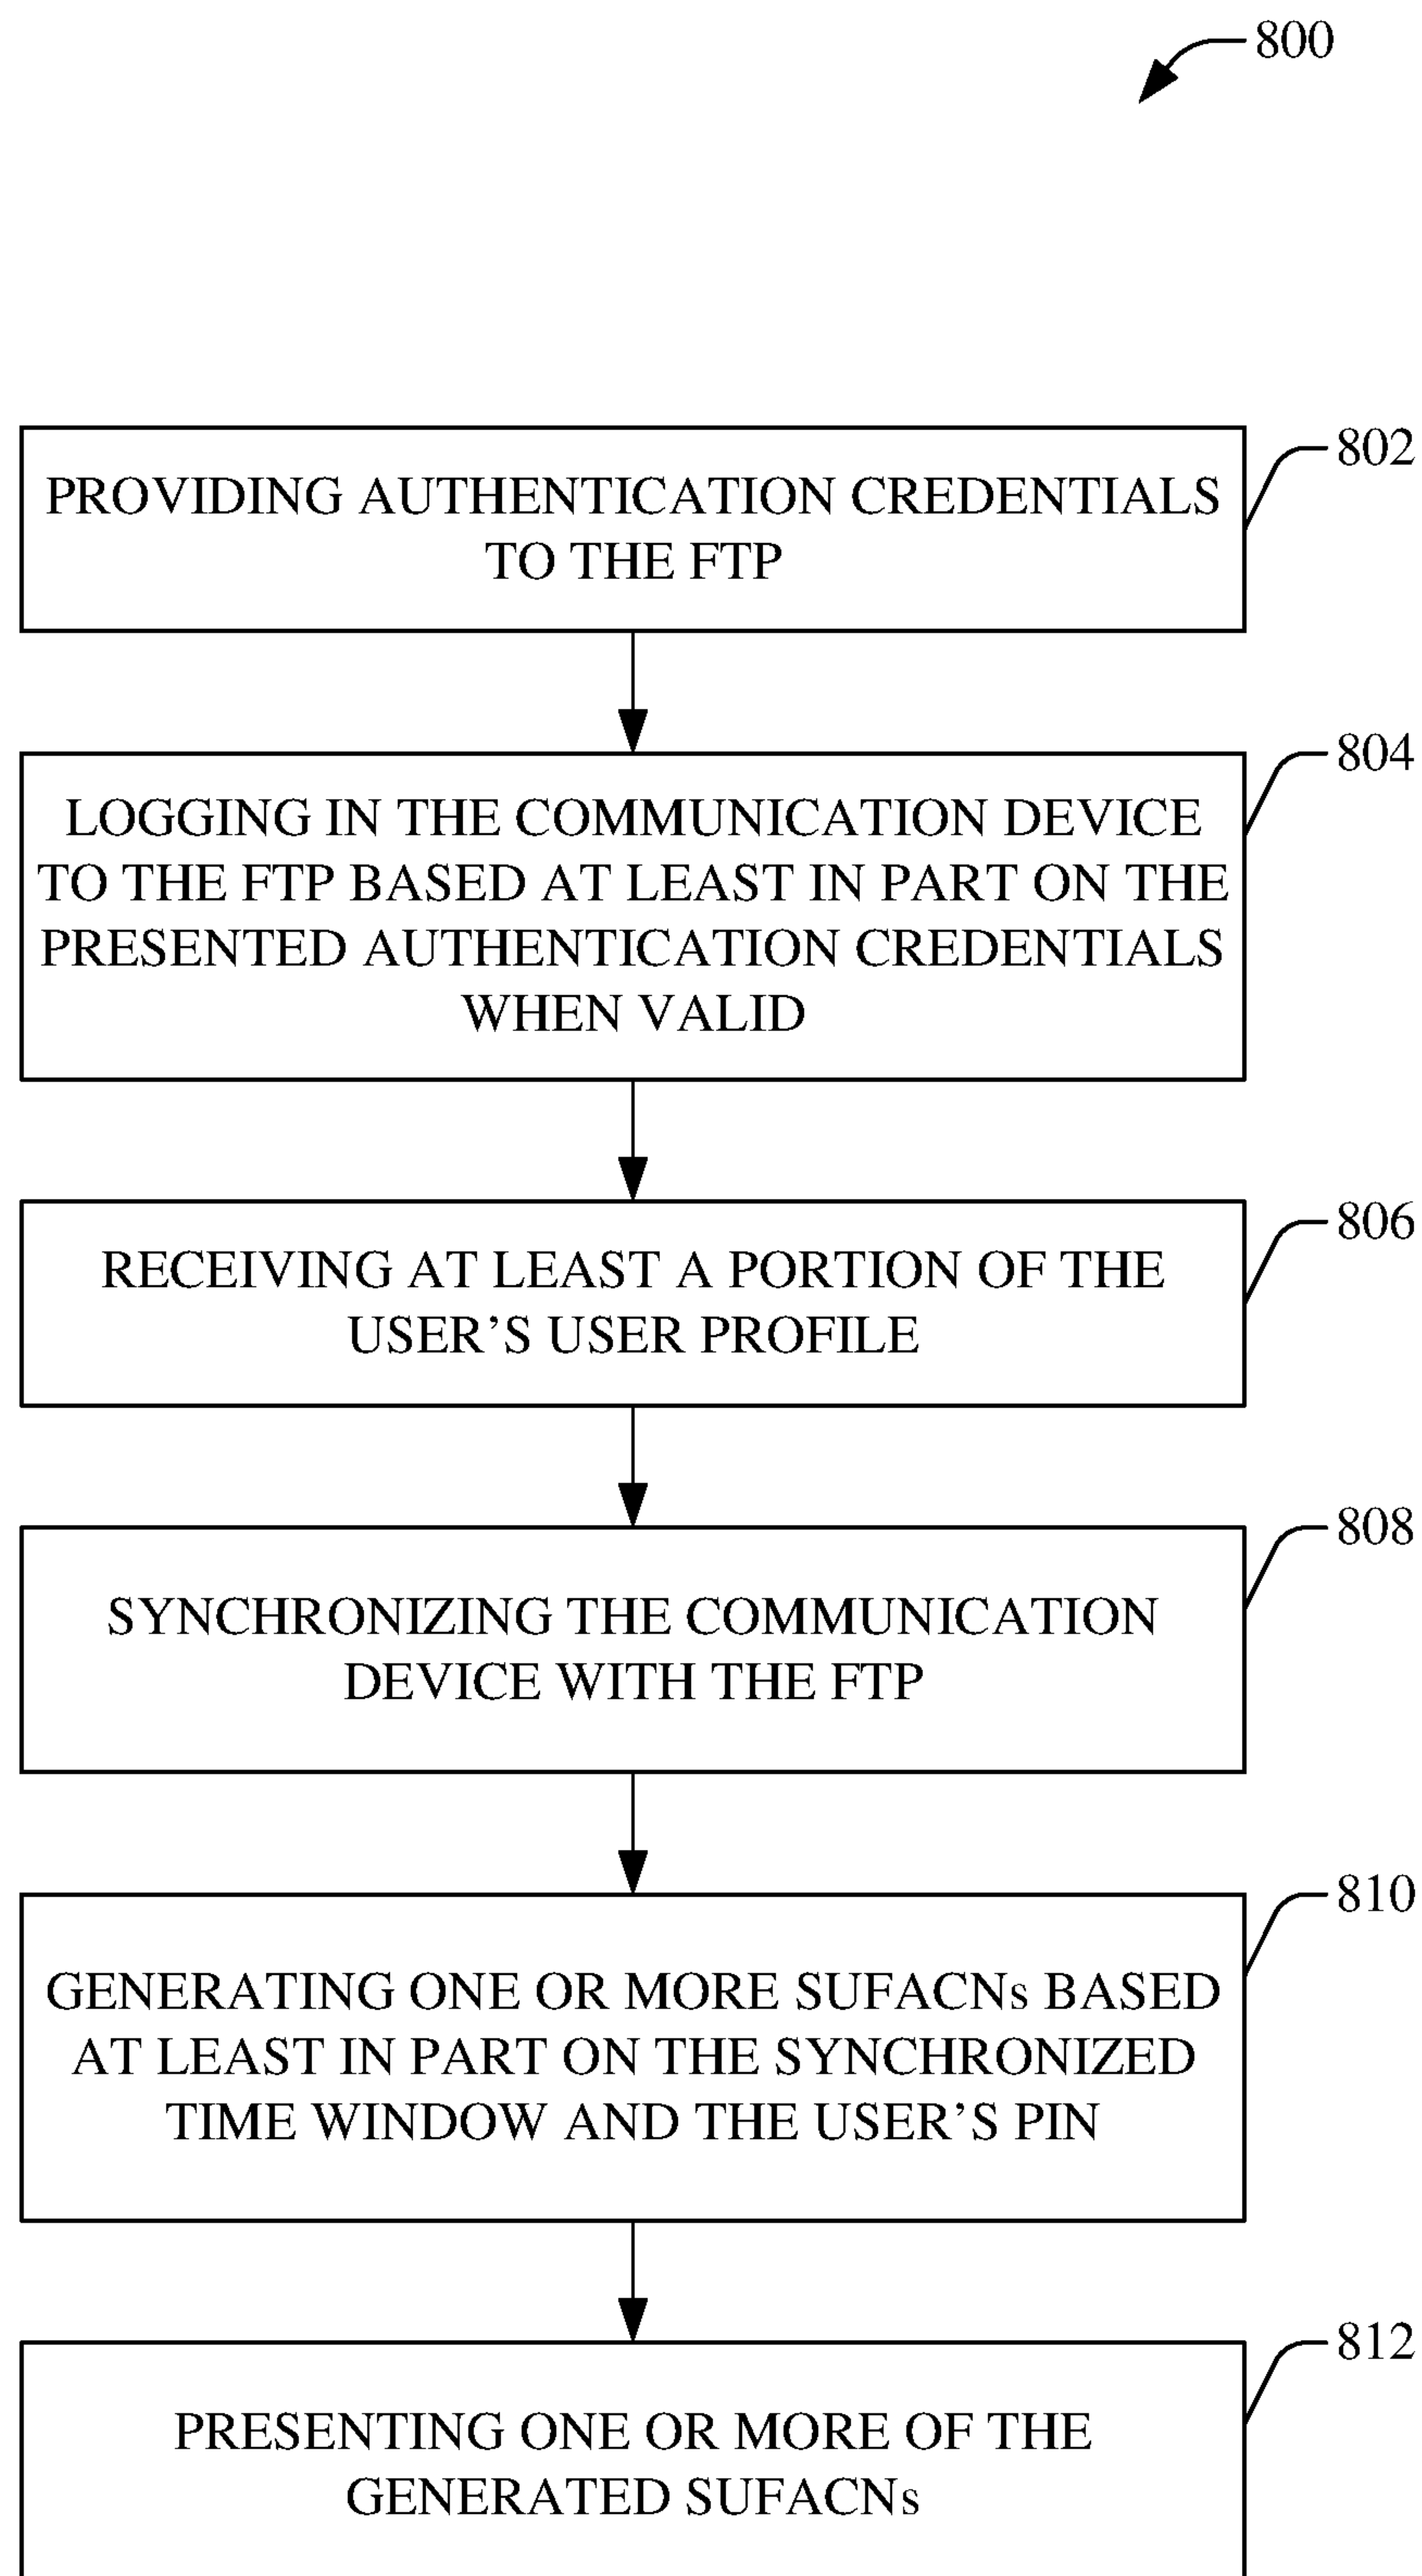 800
802
PROVIDING AUTHENTICATION CREDENTIALS
TO THE FTP
804
LOGGING IN THE COMMUNICATION DEVICE
TO THE FTP BASED AT LEAST IN PART ON THE
PRESENTED AUTHENTICATION CREDENTIALS
WHEN VALID
806
RECEIVING AT LEAST A PORTION OF THE
USER’S USER PROFILE
808
SYNCHRONIZING THE COMMUNICATION
DEVICE WITH THE FTP
810
GENERATING ONE OR MORE SUFACNs BASED
AT LEAST IN PART ON THE SYNCHRONIZED
TIME WINDOW AND THE USER’S PIN
812
PRESENTING ONE OR MORE OF THE
GENERATED SUFACNs